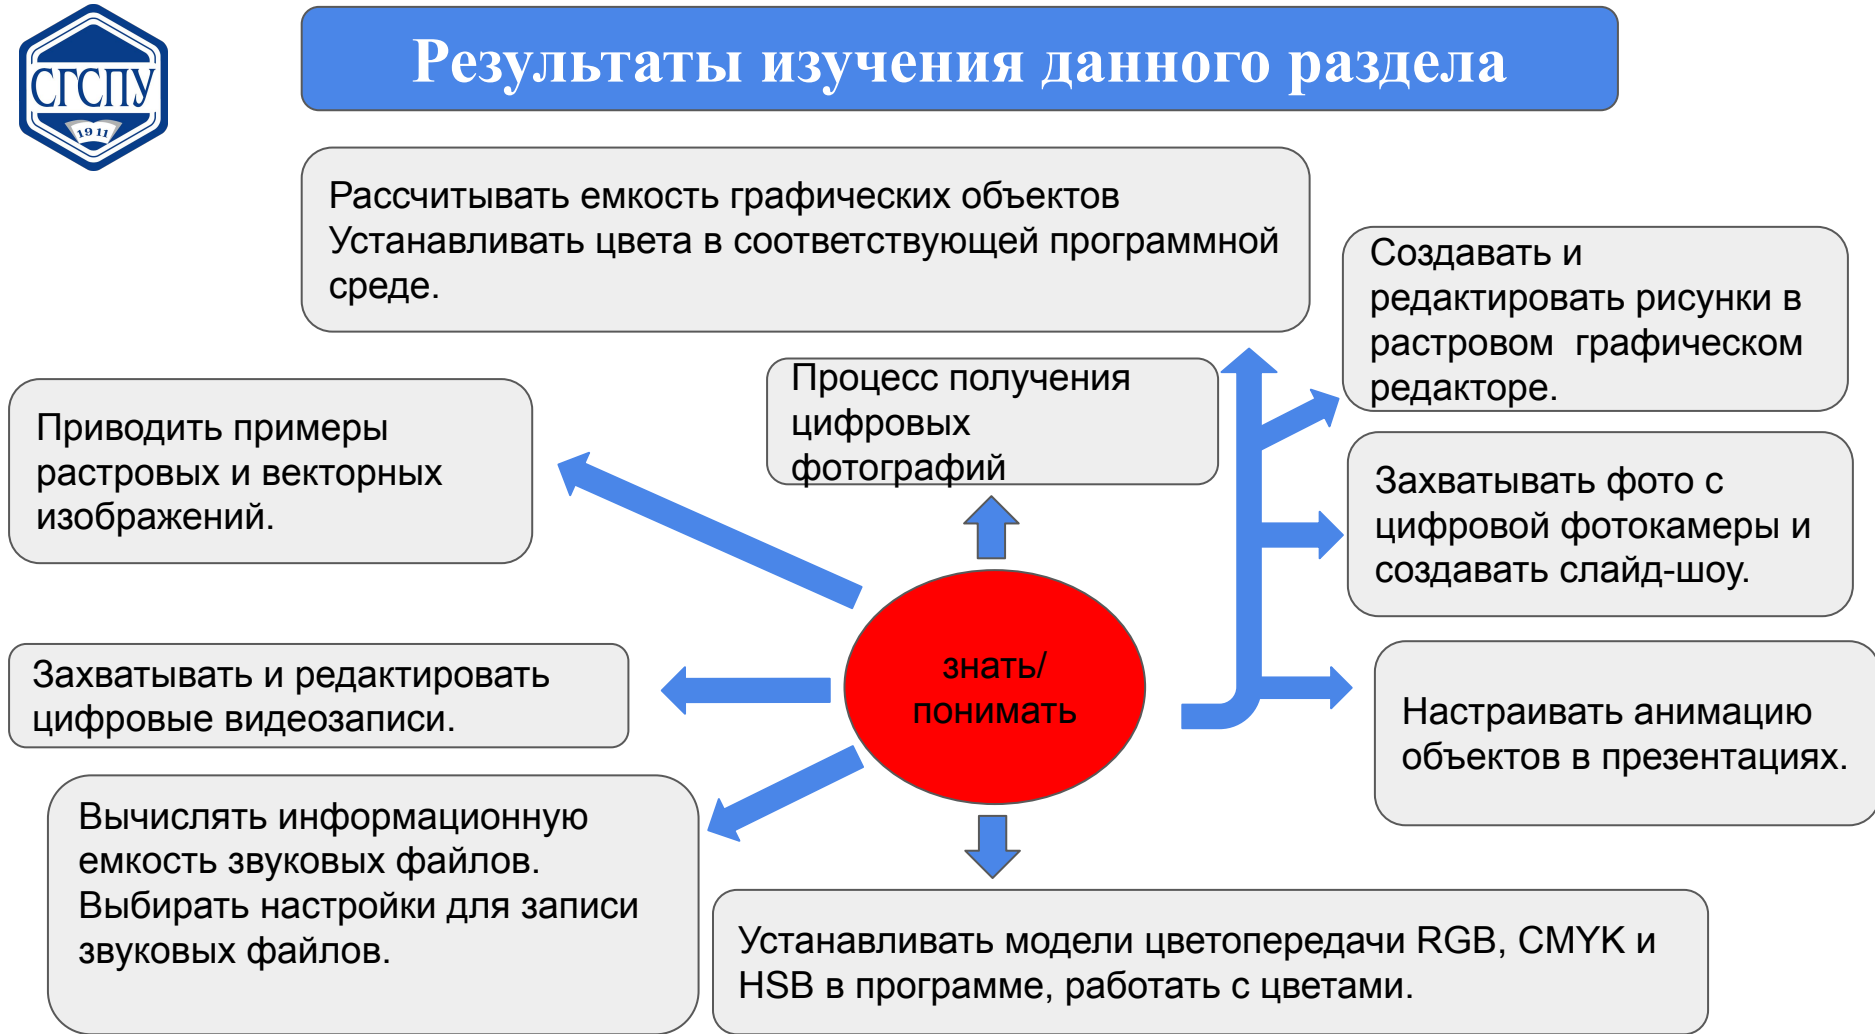 СГСПУ
1911
Результаты изучения данного раздела
Рассчитывать емкость графических объектов
Устанавливать цвета в соответствующей программной
среде.
Создавать и
редактировать рисунки в
растровом графическом
редакторе.
Процесс получения
цифровых
фотографий
Приводить примеры
растровых и векторных
изображений.
Захватывать фото с
цифровой фотокамеры и
создавать слайд-шоу.
знать/
понимать
Захватывать и редактировать
цифровые видеозаписи.
Настраивать анимацию
объектов в презентациях.
Вычислять информационную
емкость звуковых файлов.
Выбирать настройки для записи
звуковых файлов.
Устанавливать модели цветопередачи RGB, CMYK и
HSB в программе, работать с цветами.